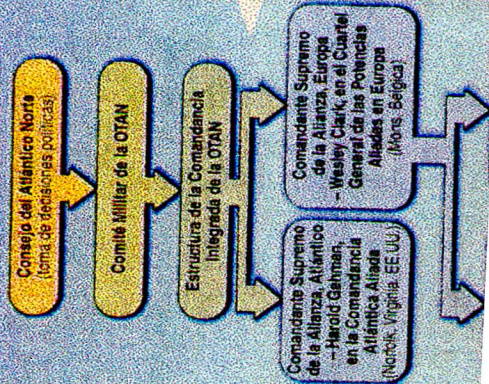 Consejo del Atlántico Norte
(toma de decisiones políticas)
Comité Militar de la OTAN
Estructura de la Comandancia
Integrada de la OTAN
Comandante Supremo
de la Alianza, Atlántico
– Harold Gehman,
en la Comandancia
Atlántica Aliada
(Norfolk, Virginia, EE UU)
Comandante Supremo
de la Alianza, Europa
– Wesley Clark, en el Cuartel
General de las Potencias
Aliadas en Europa
(Mons, Bélgica)